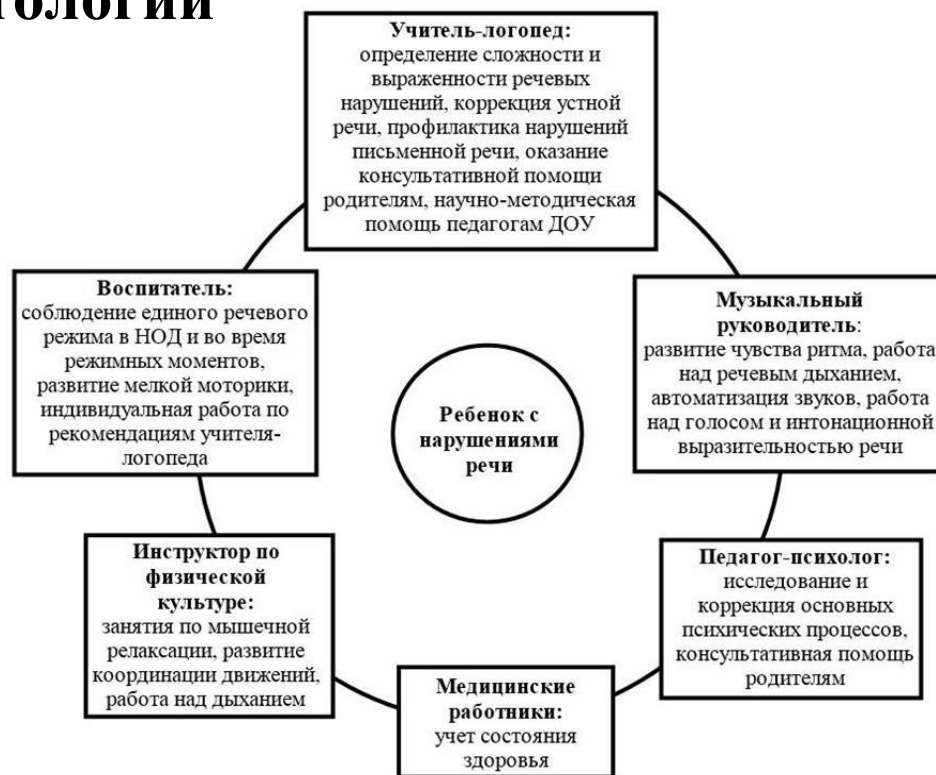 Учитель-логопед:
определение сложности и
выраженности речевых
нарушений, коррекция устной
речи, профилактика нарушений
письменной речи, оказание
консультативной помощи
родителям, научно-методическая
помощь педагогам ДОУ
Воспитатель:
соблюдение единого речевого
режима в НОД и во время
режимных моментов,
развитие мелкой моторики,
индивидуальная работа по
рекомендациям учителя-
логопеда
Музыкальный
руководитель:
развитие чувства ритма, работа
над речевым дыханием,
автоматизация звуков, работа
над голосом и интонационной
выразительностью речи
Ребенок с
нарушениями
речи
Инструктор по
физической
культуре:
занятия по мышечной
релаксации, развитие
координации движений,
работа над дыханием
Педагог-психолог:
исследование и
коррекция основных
психических процессов,
консультативная помощь
родителям
Медицинские
работники:
учет состояния
здоровья